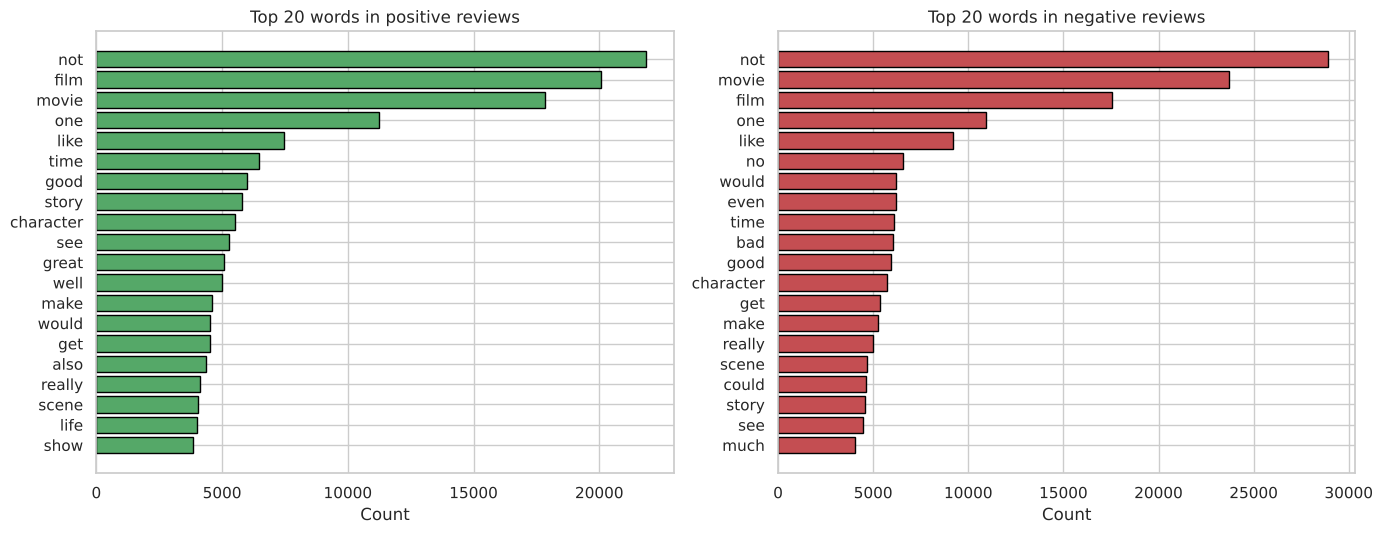 Top 20 words in positive reviews
not
film
movie
one
like
time
good
story
character
see
great
well
make
would
get
also
really
scene
life
show
0 5000 10000 15000 20000
Count
Top 20 words in negative reviews
not
movie
film
one
like
no
would
even
time
bad
good
character
get
make
really
scene
could
story
see
much
0 5000 10000 15000 20000 25000 30000
Count